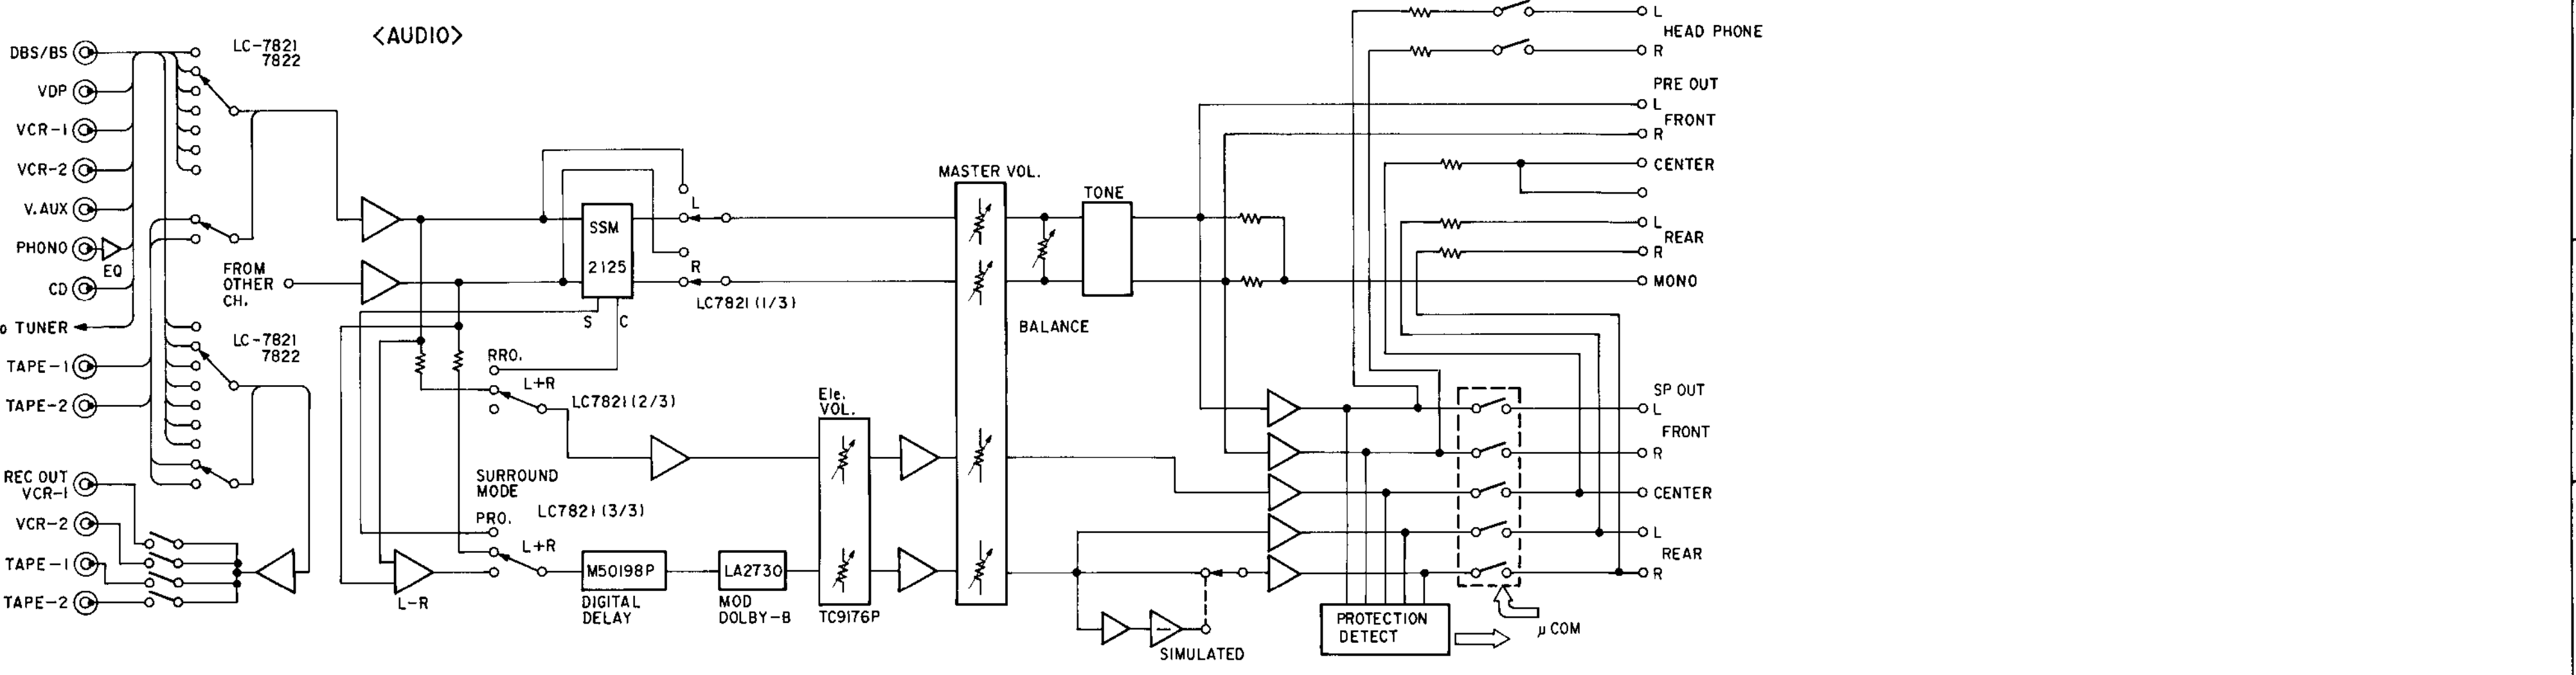 <AUDIO>
DBS/BS
VDP
VCR-1
VCR-2
V.AUX
PHONO
EQ
CD
TUNER
TAPE-1
TAPE-2
REC OUT
VCR-1
VCR-2
TAPE-1
TAPE-2
LC-7821
7822
FROM
OTHER
CH.
LC-7821
7822
SSM
2125
S C
L
R
LC7821(1/3)
RRO.
L+R
LC7821(2/3)
SURROUND
MODE
LC7821(3/3)
PRO.
L+R
L-R
M50198P
DIGITAL
DELAY
LA2730
MOD
DOLBY-B
Ele.
VOL.
TC9176P
MASTER VOL.
BALANCE
TONE
SIMULATED
PROTECTION
DETECT
μCOM
L
HEAD PHONE
R
PRE OUT
L
FRONT
R
CENTER
L
REAR
R
MONO
SP OUT
L
FRONT
R
CENTER
L
REAR
R